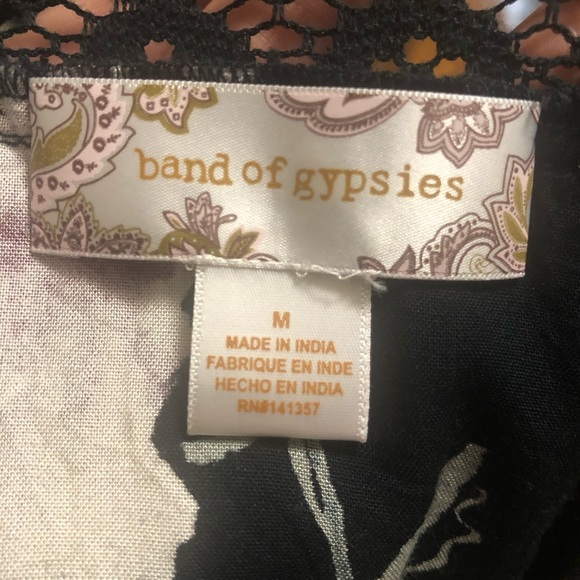 band of gypsies
M
MADE IN INDIA
FABRIQUE EN INDE
HECHO EN INDIA
RN#141357